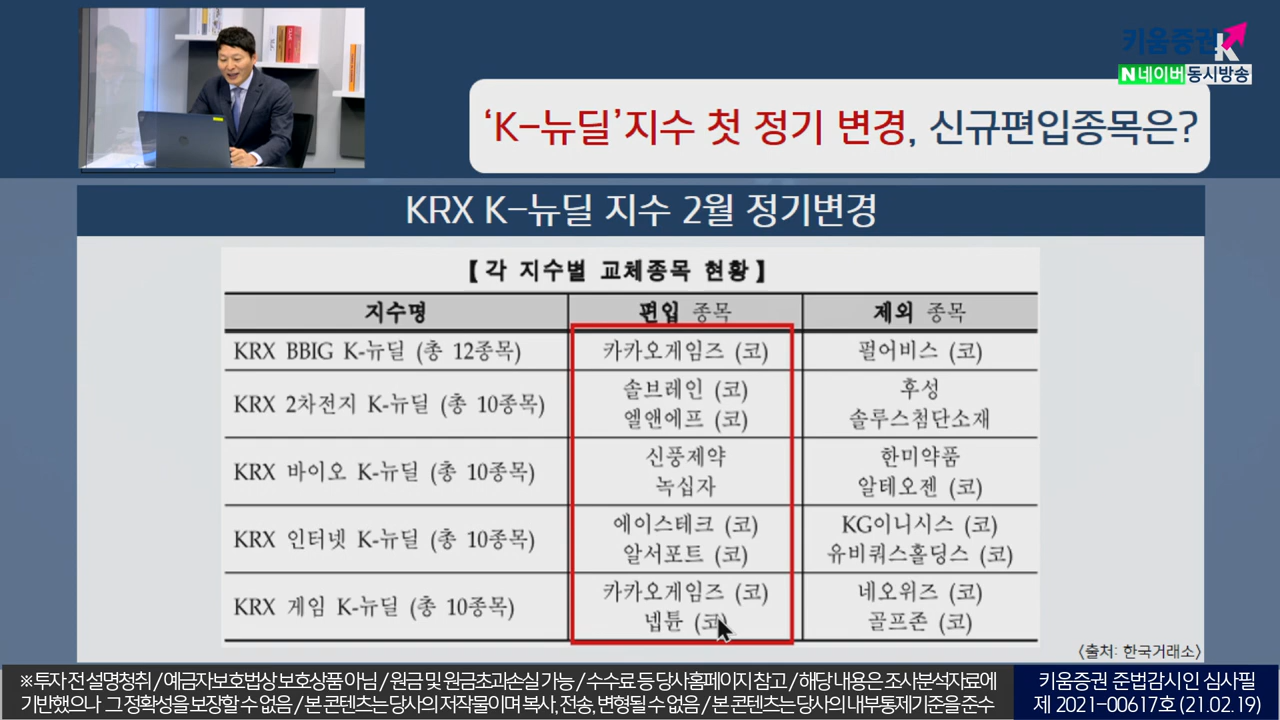 키움증권
N 네이버 동시방송
‘K-뉴딜’지수 첫 정기 변경, 신규편입종목은?
KRX K-뉴딜 지수 2월 정기변경
【각 지수별 교체종목 현황】
지수명 편입 종목 제외 종목
KRX BBIG K-뉴딜 (총 12종목) 카카오게임즈 (코) 펄어비스 (코)
KRX 2차전지 K-뉴딜 (총 10종목) 솔브레인 (코) 후성
엘앤에프 (코) 솔루스첨단소재
KRX 바이오 K-뉴딜 (총 10종목) 신풍제약 한미약품
녹십자 알테오젠 (코)
KRX 인터넷 K-뉴딜 (총 10종목) 에이스테크 (코) KG이니시스 (코)
알서포트 (코) 유비쿼스홀딩스 (코)
KRX 게임 K-뉴딜 (총 10종목) 카카오게임즈 (코) 네오위즈 (코)
넵튠 (코) 골프존 (코)
〈출처: 한국거래소〉
※ 투자 전 설명청취 / 예금자보호법상 보호상품 아님 / 원금 및 원금초과손실 가능 / 수수료 등 당사홈페이지 참고 / 해당 내용은 조사분석자료에
기반했으나 그 정확성을 보장할 수 없음 / 본 콘텐츠는 당사의 저작물이며 복사, 전송, 변형될 수 없음 / 본 콘텐츠는 당사의 내부통제기준을 준수
키움증권 준법감시인 심사필
제 2021-00617호 (21.02.19)